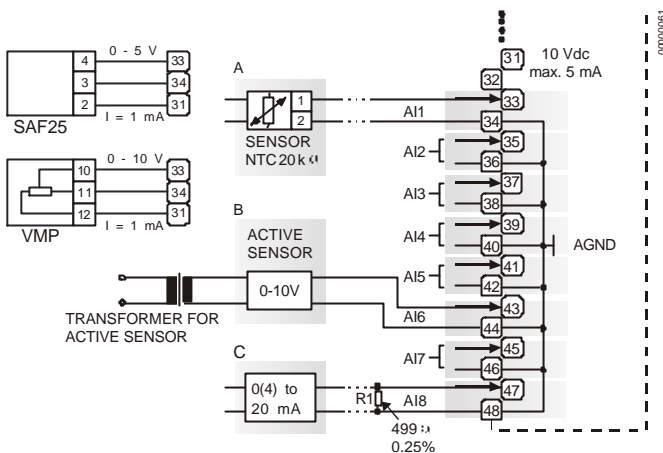 0-5 V
4 33
3 34
2 31
I = 1 mA
SAF25
0-10 V
10 33
11 34
12 31
I = 1 mA
VMP
A
1
2
SENSOR
NTC 20 k
B
ACTIVE
SENSOR
0-10V
TRANSFORMER FOR
ACTIVE SENSOR
C
0(4) to
20 mA
R1
499
0.25%
31
10 Vdc
max. 5 mA
32
33
AI1
34
35
AI2
36
37
AI3
38
39
AI4
40
AGND
41
AI5
42
43
AI6
44
45
AI7
46
47
AI8
48